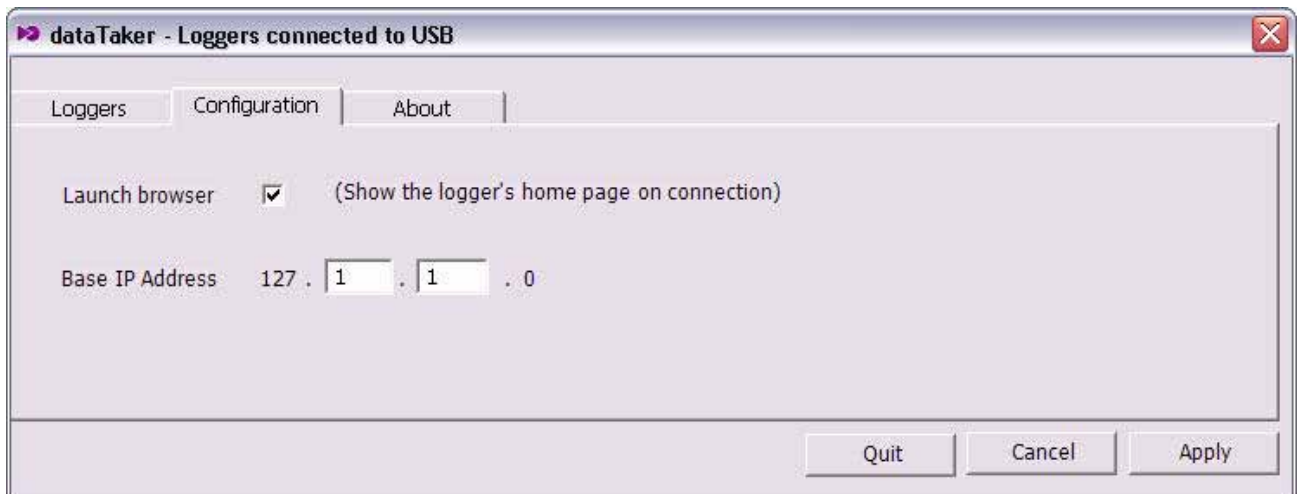 dataTaker - Loggers connected to USB
Loggers Configuration About
Launch browser (Show the logger's home page on connection)
Base IP Address 127 . 1 . 1 . 0
Quit Cancel Apply